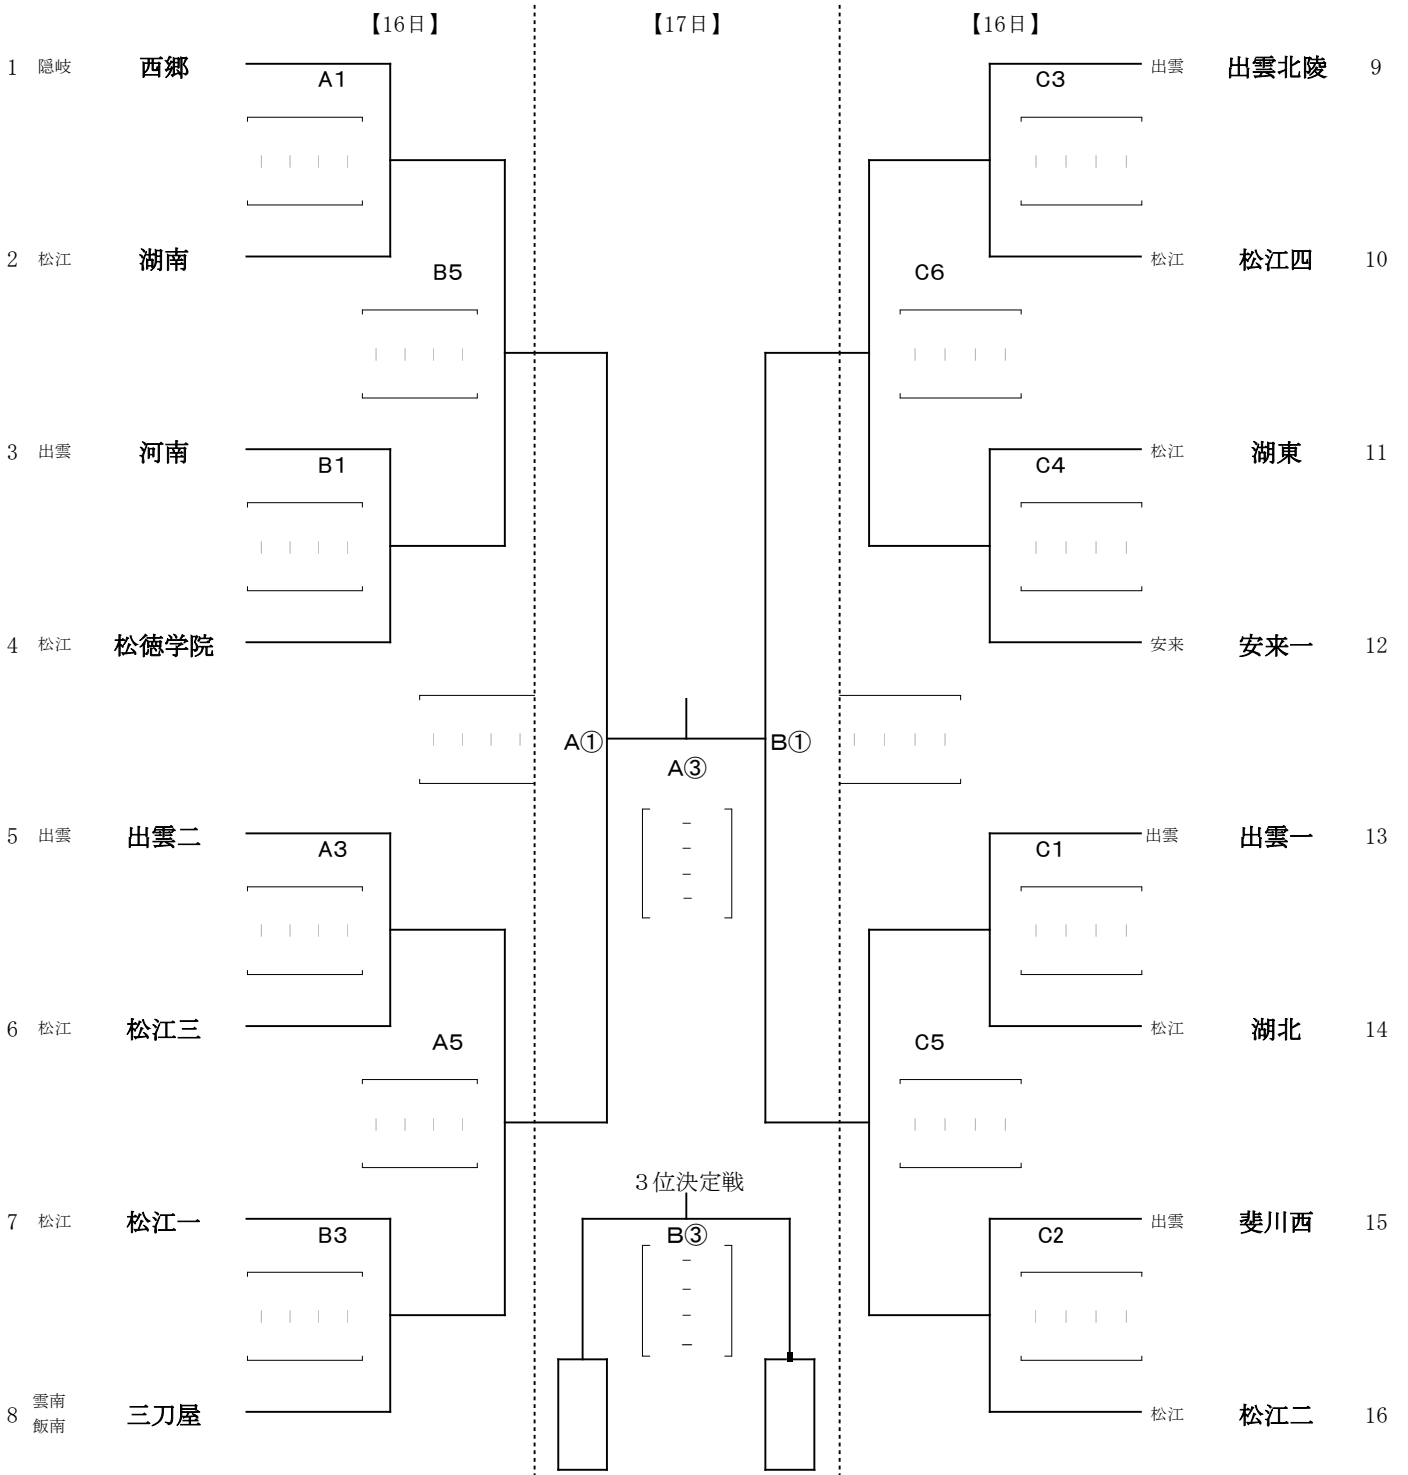 【16日】 【17日】 【16日】
1 隠岐 西郷 A1 C3 出雲 出雲北陵 9
2 松江 湖南 B5 C6 松江 松江四 10
3 出雲 河南 B1 C4 松江 湖東 11
4 松江 松徳学院 安来 安来一 12
A① B①
A③
5 出雲 出雲二 A3 C1 出雲 出雲一 13
－
－
－
－
6 松江 松江三 A5 C5 松江 湖北 14
３位決定戦
7 松江 松江一 B3 B③ C2 出雲 斐川西 15
－
－
－
－
8 雲南 飯南 三刀屋 松江 松江二 16